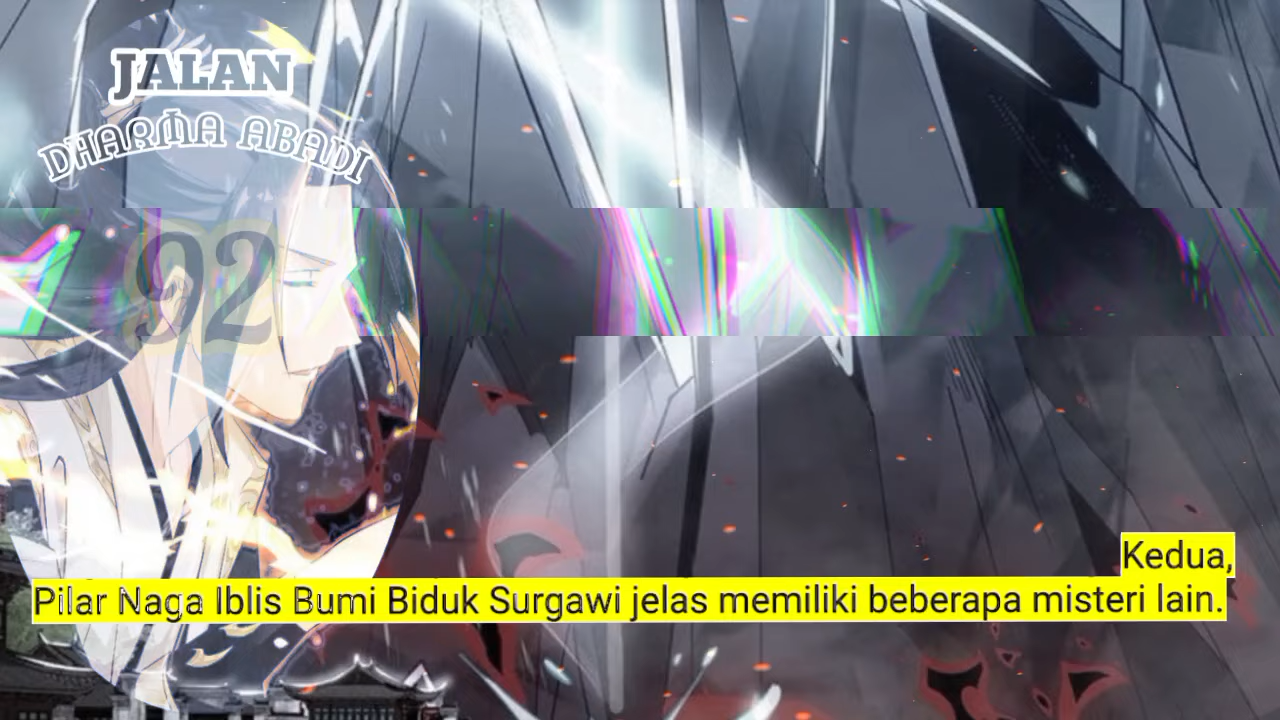 JALAN
DHARMA ABADI
92
Kedua,
Pilar Naga Iblis Bumi Biduk Surgawi jelas memiliki beberapa misteri lain.